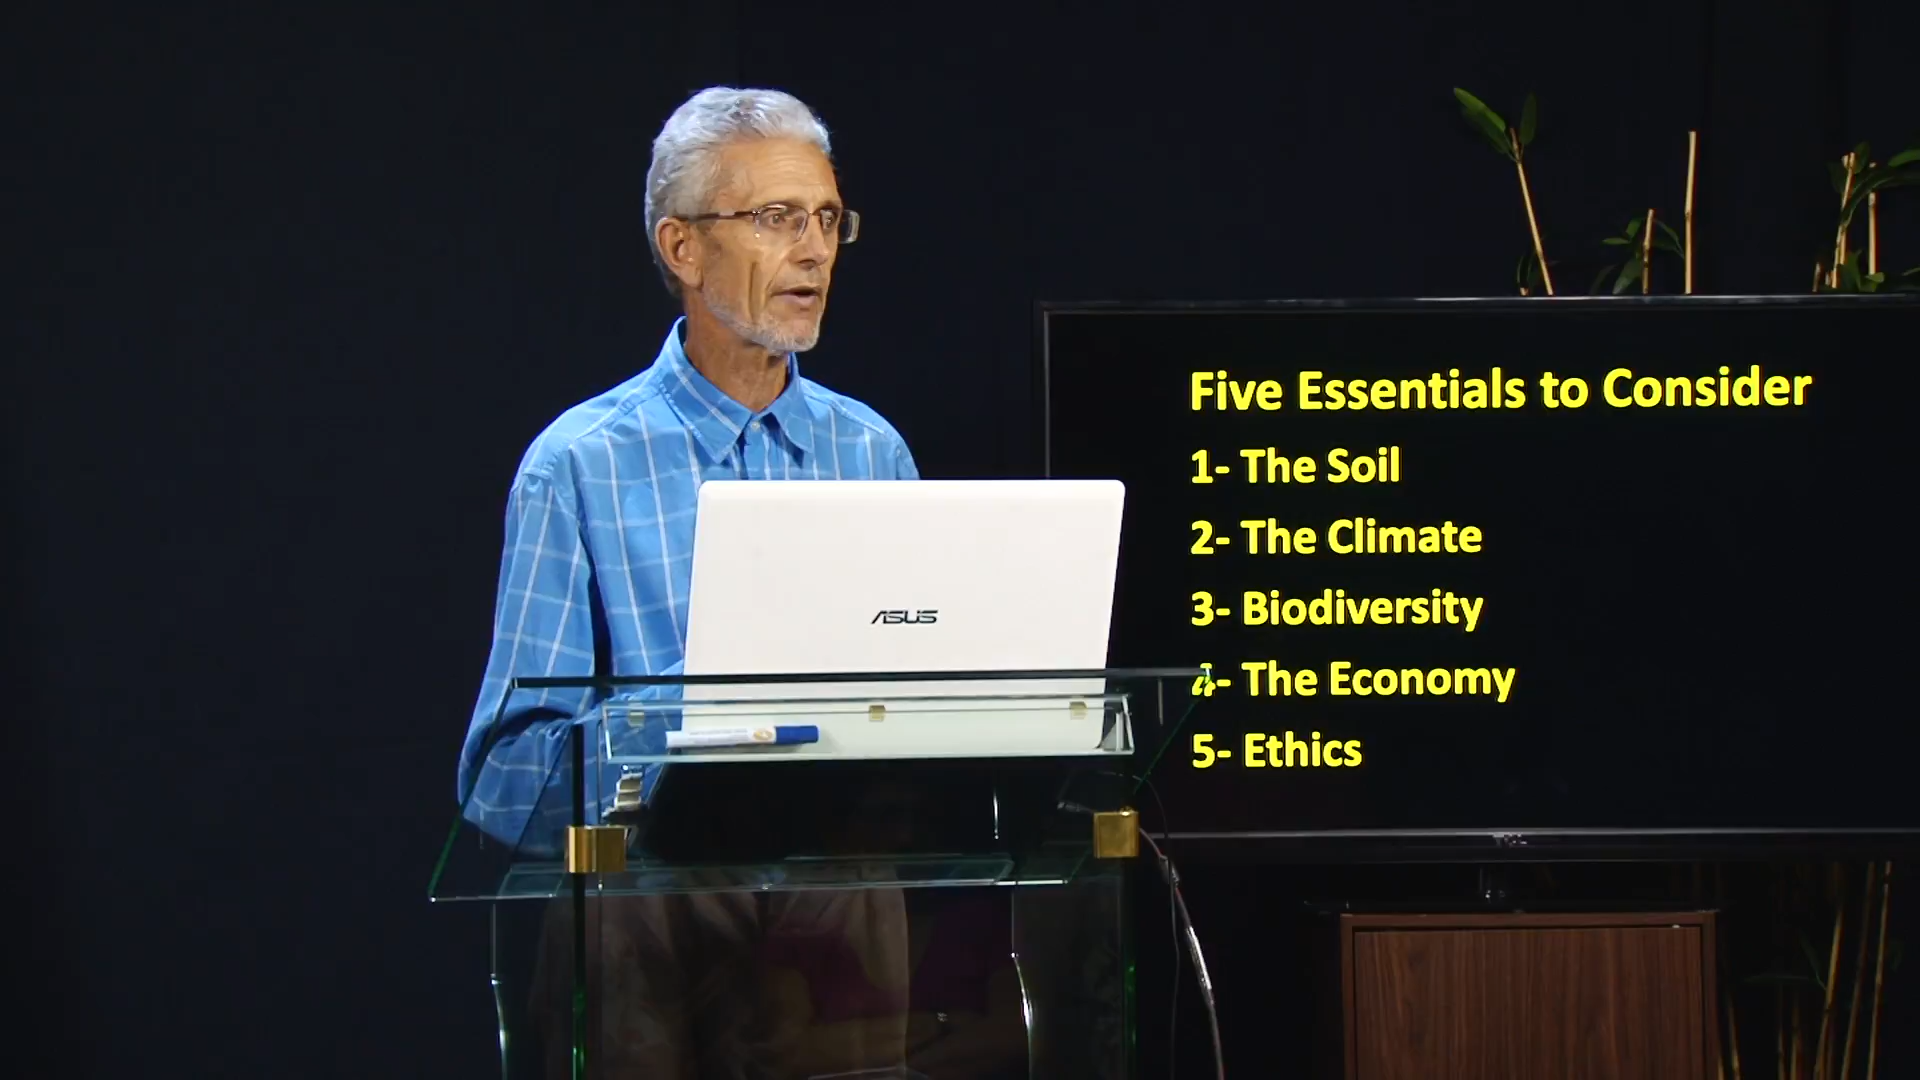 Five Essentials to Consider
1- The Soil
2- The Climate
3- Biodiversity
4- The Economy
5- Ethics
ASUS